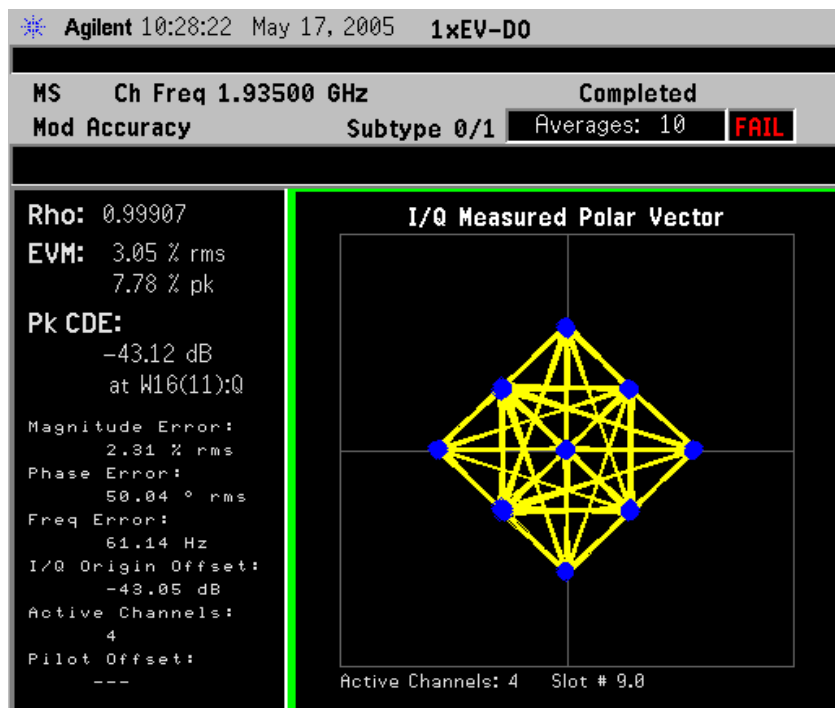 Agilent 10:28:22 May 17, 2005 1xEV-DO
MS Ch Freq 1.93500 GHz Completed
Mod Accuracy Subtype 0/1 Averages: 10 FAIL
Rho: 0.99907
EVM: 3.05 % rms
7.78 % pk
Pk CDE:
-43.12 dB
at W16(11):Q
Magnitude Error:
2.31 % rms
Phase Error:
50.04 ° rms
Freq Error:
61.14 Hz
I/Q Origin Offset:
-43.05 dB
Active Channels:
4
Pilot Offset:
---
I/Q Measured Polar Vector
Active Channels: 4 Slot # 9.0